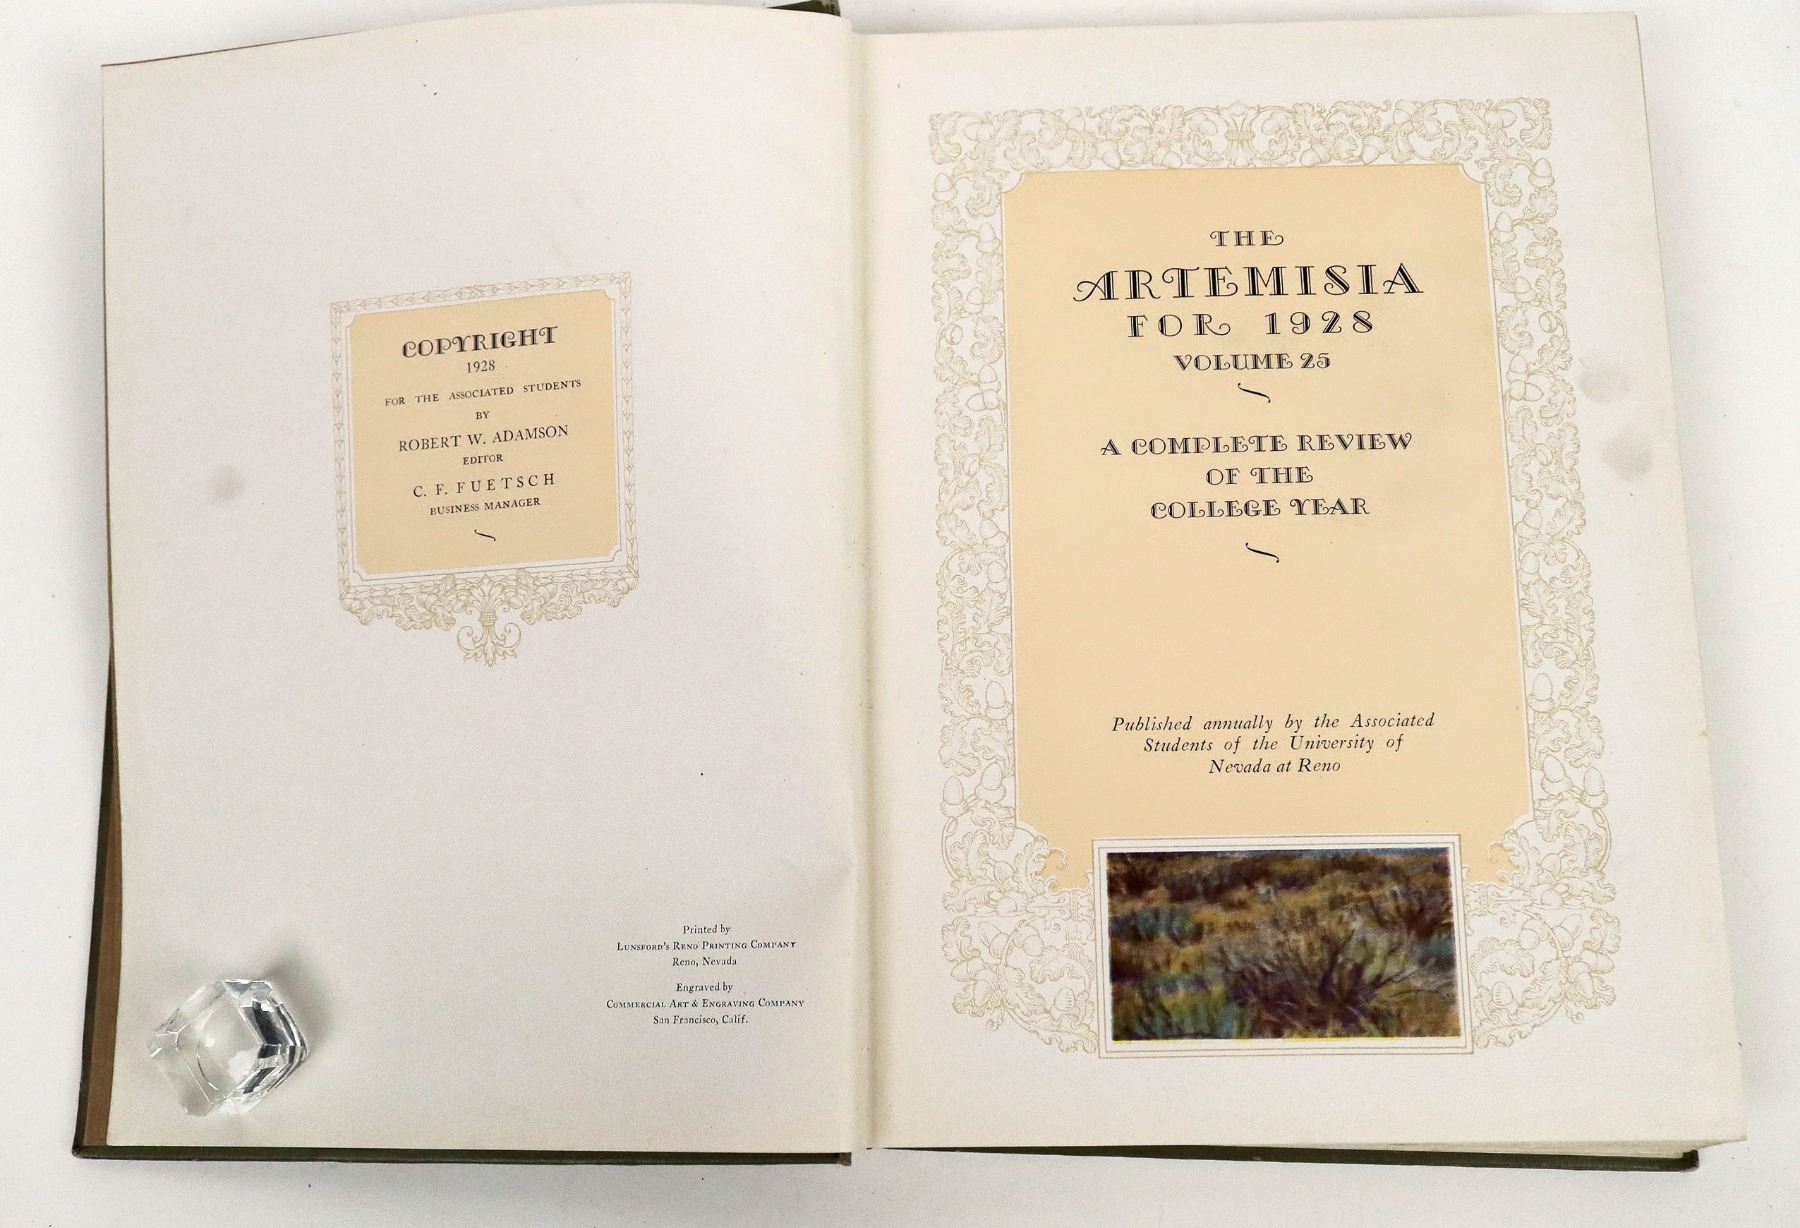 COPYRIGHT
1928
FOR THE ASSOCIATED STUDENTS
BY
ROBERT W. ADAMSON
EDITOR
C. F. FUETSCH
BUSINESS MANAGER
Printed by
LUNSFORD'S RENO PRINTING COMPANY
Reno, Nevada
Engraved by
COMMERCIAL ART & ENGRAVING COMPANY
San Francisco, Calif.
THE
ARTEMISIA
FOR 1928
VOLUME 25
A COMPLETE REVIEW
OF THE
COLLEGE YEAR
Published annually by the Associated
Students of the University of
Nevada at Reno